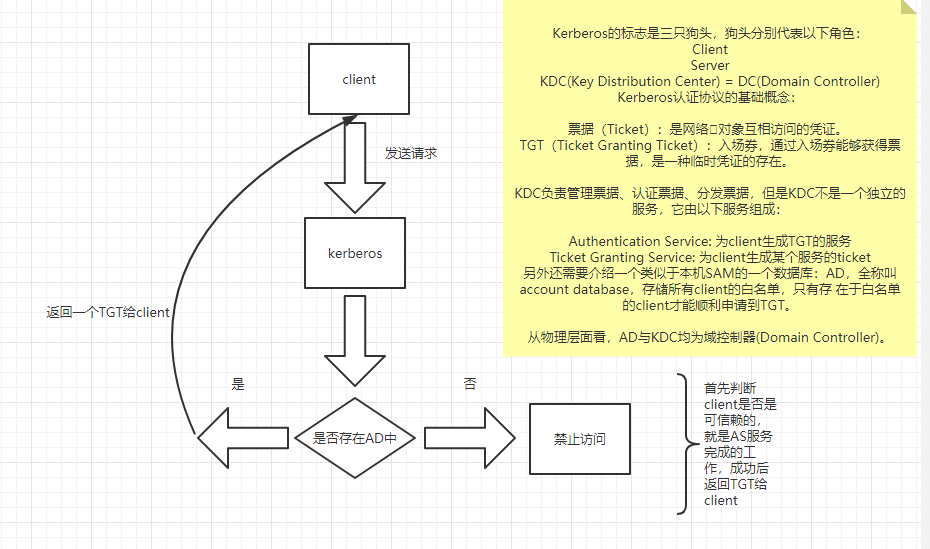 Kerberos的标志是三只狗头，狗头分别代表以下角色：
Client
Server
KDC(Key Distribution Center) = DC(Domain Controller)
Kerberos认证协议的基础概念：
票据（Ticket）：是网络对象互相访问的凭证。
TGT（Ticket Granting Ticket）：入场券，通过入场券能够获得票
据，是一种临时凭证的存在。
KDC负责管理票据、认证票据、分发票据，但是KDC不是一个独立的
服务，它由以下服务组成：
Authentication Service: 为client生成TGT的服务
Ticket Granting Service: 为client生成某个服务的ticket
另外还需要介绍一个类似于本机SAM的一个数据库：AD，全称叫
account database，存储所有client的白名单，只有存 在于白名单
的client才能顺利申请到TGT。
从物理层面看，AD与KDC均为域控制器(Domain Controller)。
client
发送请求
kerberos
返回一个TGT给client
是
否
是否存在AD中
禁止访问
首先判断
client是否是
可信赖的，
就是AS服务
完成的工
作，成功后
返回TGT给
client